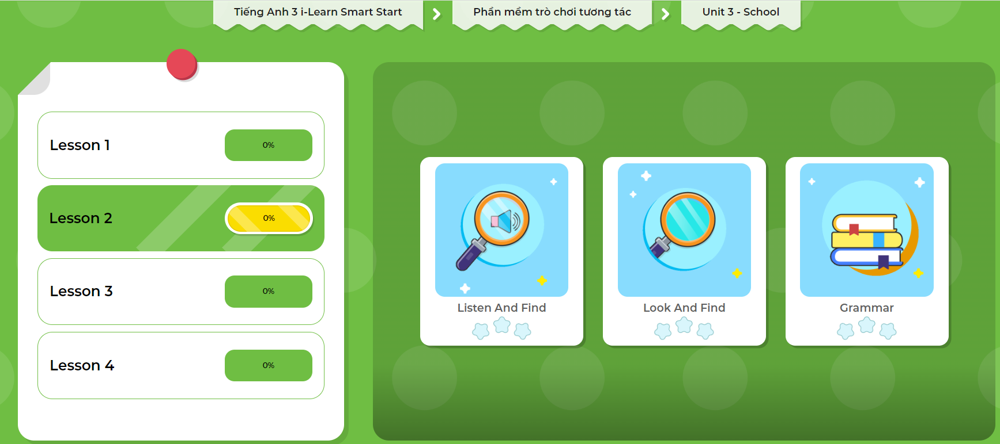 Tiếng Anh 3 i-Learn Smart Start
Phần mềm trò chơi tương tác
Unit 3 - School
Lesson 1
0%
Lesson 2
0%
Lesson 3
0%
Lesson 4
0%
Listen And Find
Look And Find
Grammar